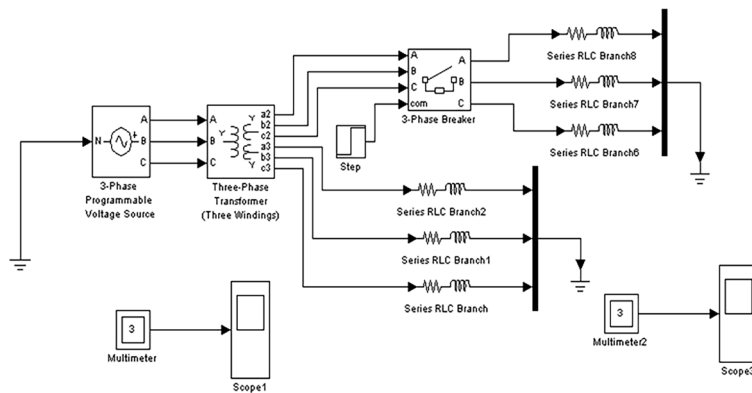 A
B
C
com
A
B
C
3-Phase Breaker
Series RLC Branch8
Series RLC Branch7
Series RLC Branch6
Step
N
A
B
C
+
3-Phase
Programmable
Voltage Source
A
B
C
Y
Y
Y
a2
b2
c2
a3
b3
c3
Three-Phase
Transformer
(Three Windings)
Series RLC Branch2
Series RLC Branch1
Series RLC Branch
3
Multimeter
Scope1
3
Multimeter2
Scope3